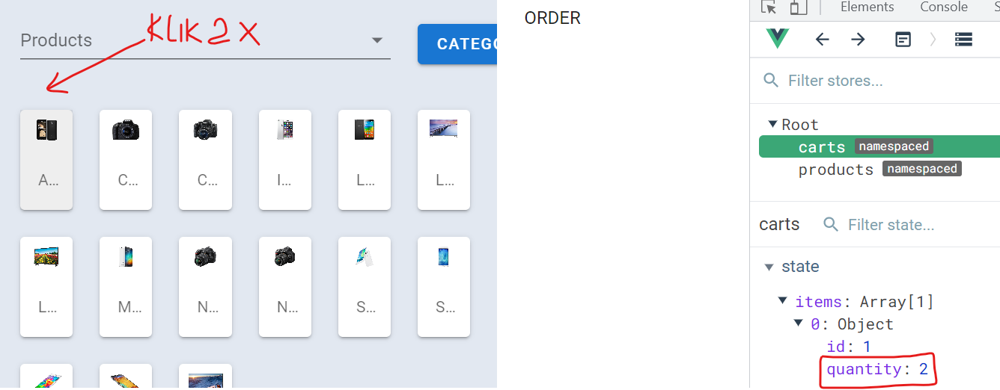 KLIK 2 X
Products
CATEGO
A...
C...
C...
I...
L...
L...
L...
M...
N...
N...
S...
S...
ORDER
Elements
Console
Filter stores...
Root
carts namespaced
products namespaced
carts
Filter state...
state
items: Array[1]
0: Object
id: 1
quantity: 2